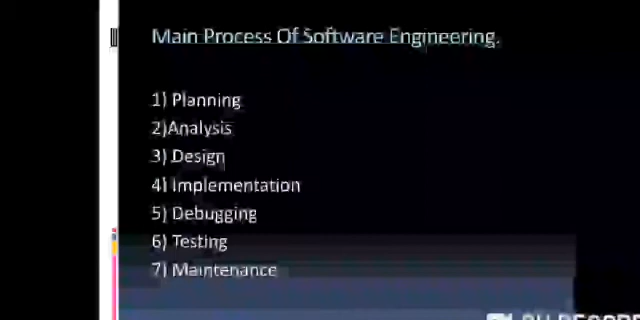 Main Process Of Software Engineering.
1) Planning
2)Analysis
3) Design
4) Implementation
5) Debugging
6) Testing
7) Maintenance